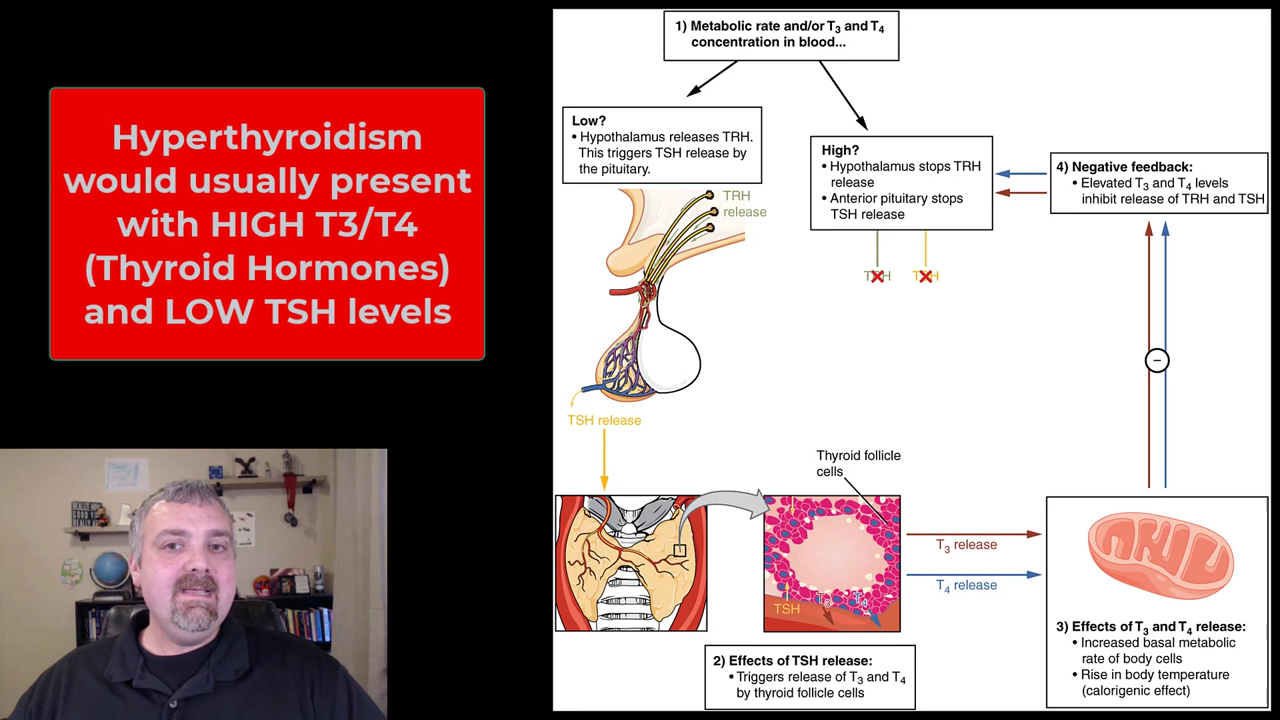 Hyperthyroidism
would usually present
with HIGH T3/T4
(Thyroid Hormones)
and LOW TSH levels
1) Metabolic rate and/or T3 and T4
concentration in blood...
Low?
• Hypothalamus releases TRH.
This triggers TSH release by
the pituitary.
High?
• Hypothalamus stops TRH
release
• Anterior pituitary stops
TSH release
4) Negative feedback:
• Elevated T3 and T4 levels
inhibit release of TRH and TSH
TRH
release
TSH release
Thyroid follicle
cells
T3 release
T4 release
TSH
T3
T4
–
2) Effects of TSH release:
• Triggers release of T3 and T4
by thyroid follicle cells
3) Effects of T3 and T4 release:
• Increased basal metabolic
rate of body cells
• Rise in body temperature
(calorigenic effect)